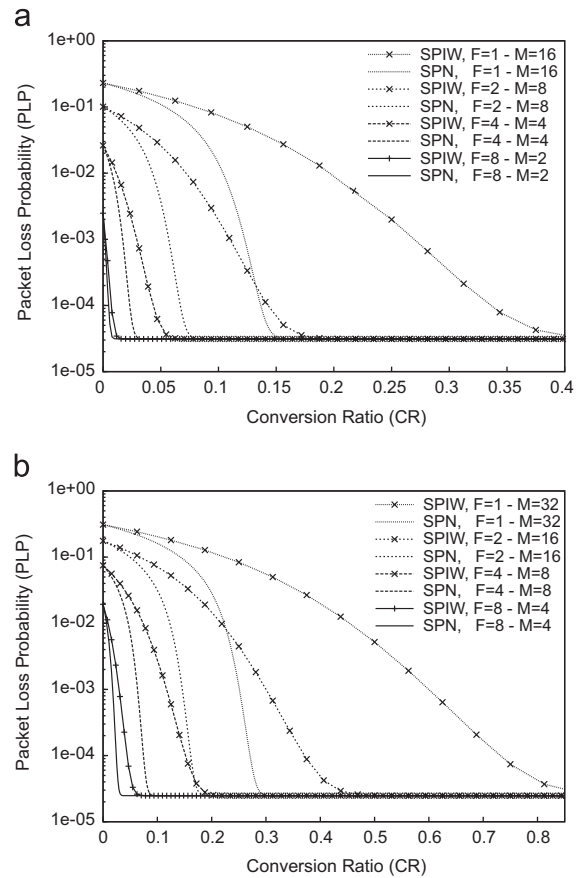 a
Packet Loss Probability (PLP)
1e+00
1e-01
1e-02
1e-03
1e-04
1e-05
SPIW, F=1 - M=16
SPN, F=1 - M=16
SPIW, F=2 - M=8
SPN, F=2 - M=8
SPIW, F=4 - M=4
SPN, F=4 - M=4
SPIW, F=8 - M=2
SPN, F=8 - M=2
0 0.05 0.1 0.15 0.2 0.25 0.3 0.35 0.4
Conversion Ratio (CR)
b
Packet Loss Probability (PLP)
1e+00
1e-01
1e-02
1e-03
1e-04
1e-05
SPIW, F=1 - M=32
SPN, F=1 - M=32
SPIW, F=2 - M=16
SPN, F=2 - M=16
SPIW, F=4 - M=8
SPN, F=4 - M=8
SPIW, F=8 - M=4
SPN, F=8 - M=4
0 0.1 0.2 0.3 0.4 0.5 0.6 0.7 0.8
Conversion Ratio (CR)